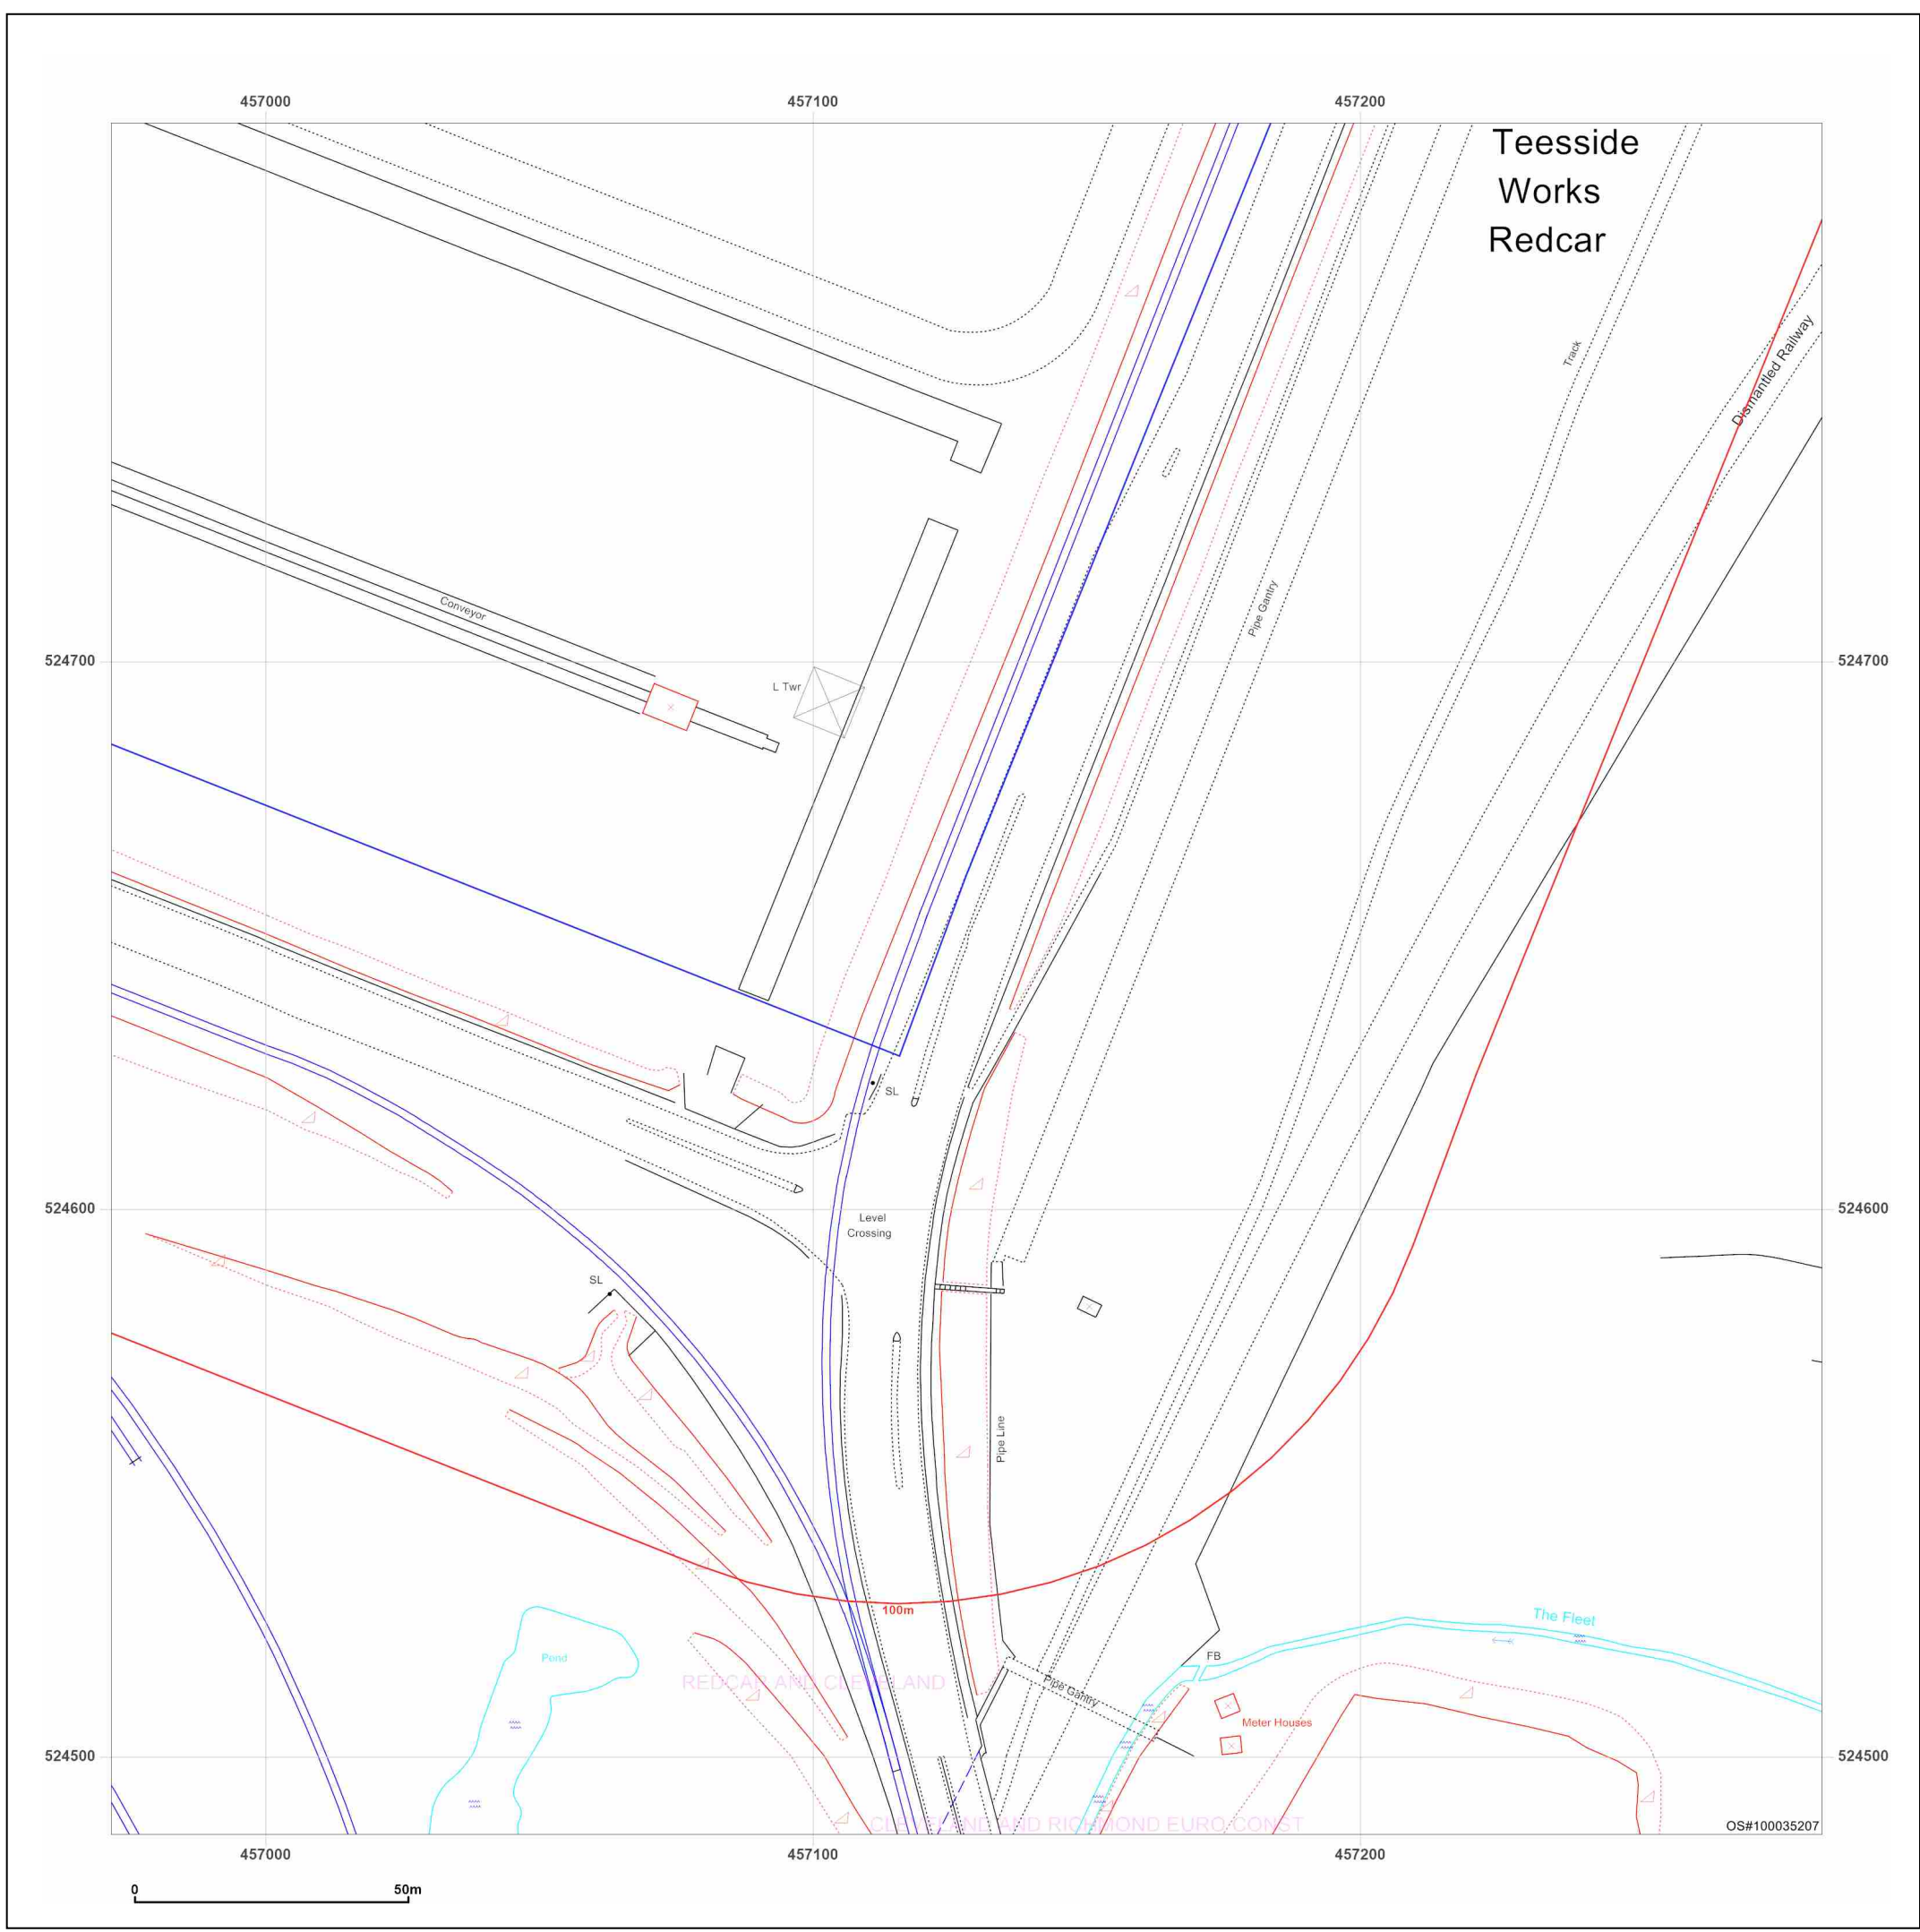 457000
457100
457200
Teesside
Works
Redcar
Track
Dismantled Railway
Conveyor
Pipe Gantry
524700
524700
L Twr
SL
524600
524600
Level
Crossing
SL
Pipe Line
100m
The Fleet
Pond
FB
REDCAR AND CLEVELAND
Pipe Gantry
Meter Houses
524500
524500
CLEVELAND AND RICHMOND EURO CONST
OS#100035207
457000
457100
457200
0
50m